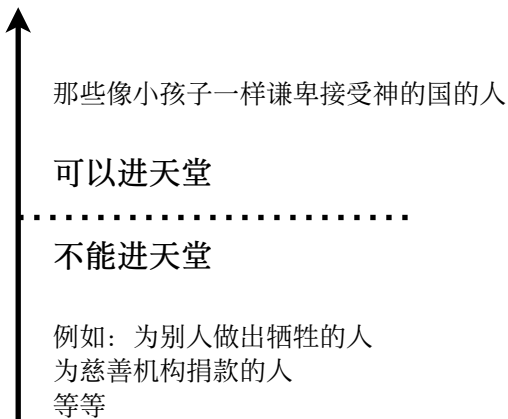 那些像小孩子一样谦卑接受神的国的人
可以进天堂
不能进天堂
例如：为别人做出牺牲的人
为慈善机构捐款的人
等等